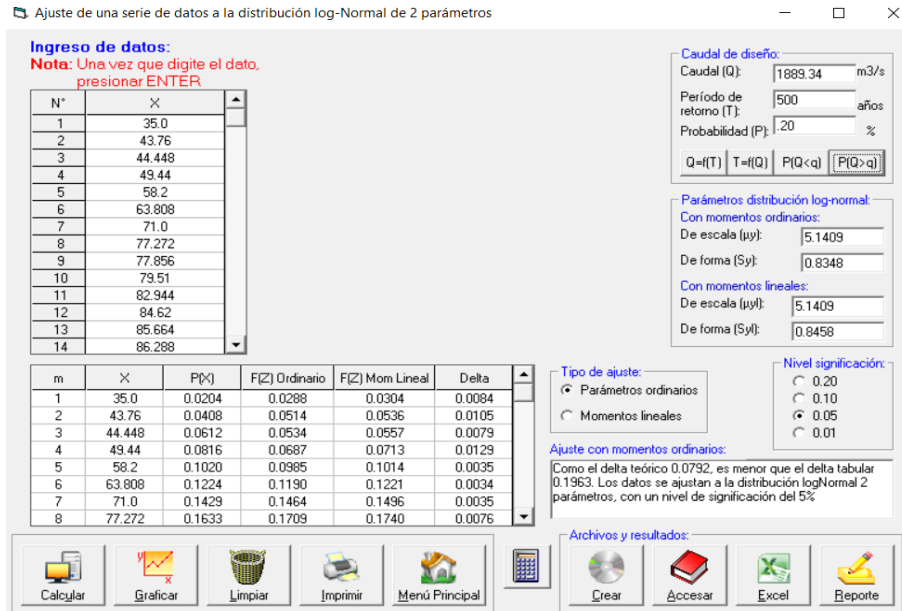 Ajuste de una serie de datos a la distribución log-Normal de 2 parámetros
Ingreso de datos:
Nota: Una vez que digite el dato,
presionar ENTER
N° X
1 35.0
2 43.76
3 44.448
4 49.44
5 58.2
6 63.808
7 71.0
8 77.272
9 77.856
10 79.51
11 82.944
12 84.62
13 85.664
14 86.288
Caudal de diseño:
Caudal (Q): 1889.34 m3/s
Período de
retorno (T): 500 años
Probabilidad (P): .20 %
Q=f(T) T=f(Q) P(Q<q) P(Q>q)
Parámetros distribución log-normal:
Con momentos ordinarios:
De escala (µy): 5.1409
De forma (Sy): 0.8348
Con momentos lineales:
De escala (µyl): 5.1409
De forma (Syl): 0.8458
m X P(X) F(Z) Ordinario F(Z) Mom Lineal Delta
1 35.0 0.0204 0.0288 0.0304 0.0084
2 43.76 0.0408 0.0514 0.0536 0.0105
3 44.448 0.0612 0.0534 0.0557 0.0079
4 49.44 0.0816 0.0687 0.0713 0.0129
5 58.2 0.1020 0.0985 0.1014 0.0035
6 63.808 0.1224 0.1190 0.1221 0.0034
7 71.0 0.1429 0.1464 0.1496 0.0035
8 77.272 0.1633 0.1709 0.1740 0.0076
Tipo de ajuste:
Parámetros ordinarios
Momentos lineales
Nivel significación:
0.20
0.10
0.05
0.01
Ajuste con momentos ordinarios:
Como el delta teórico 0.0792, es menor que el delta tabular
0.1963. Los datos se ajustan a la distribución logNormal 2
parámetros, con un nivel de significación del 5%
Calcular Graficar Limpiar Imprimir Menú Principal
y
x
Archivos y resultados:
Crear Accesar Excel Reporte